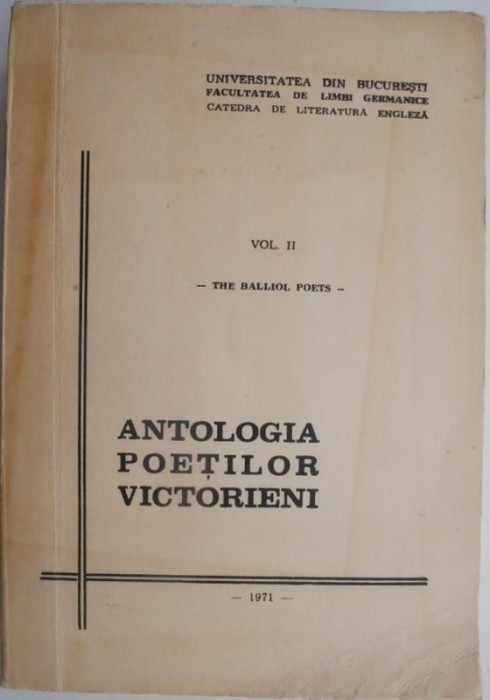 UNIVERSITATEA DIN BUCUREȘTI
FACULTATEA DE LIMBI GERMANICE
CATEDRA DE LITERATURĂ ENGLEZĂ
VOL. II
— THE BALLIOL POETS —
ANTOLOGIA
POEȚILOR
VICTORIENI
— 1971 —